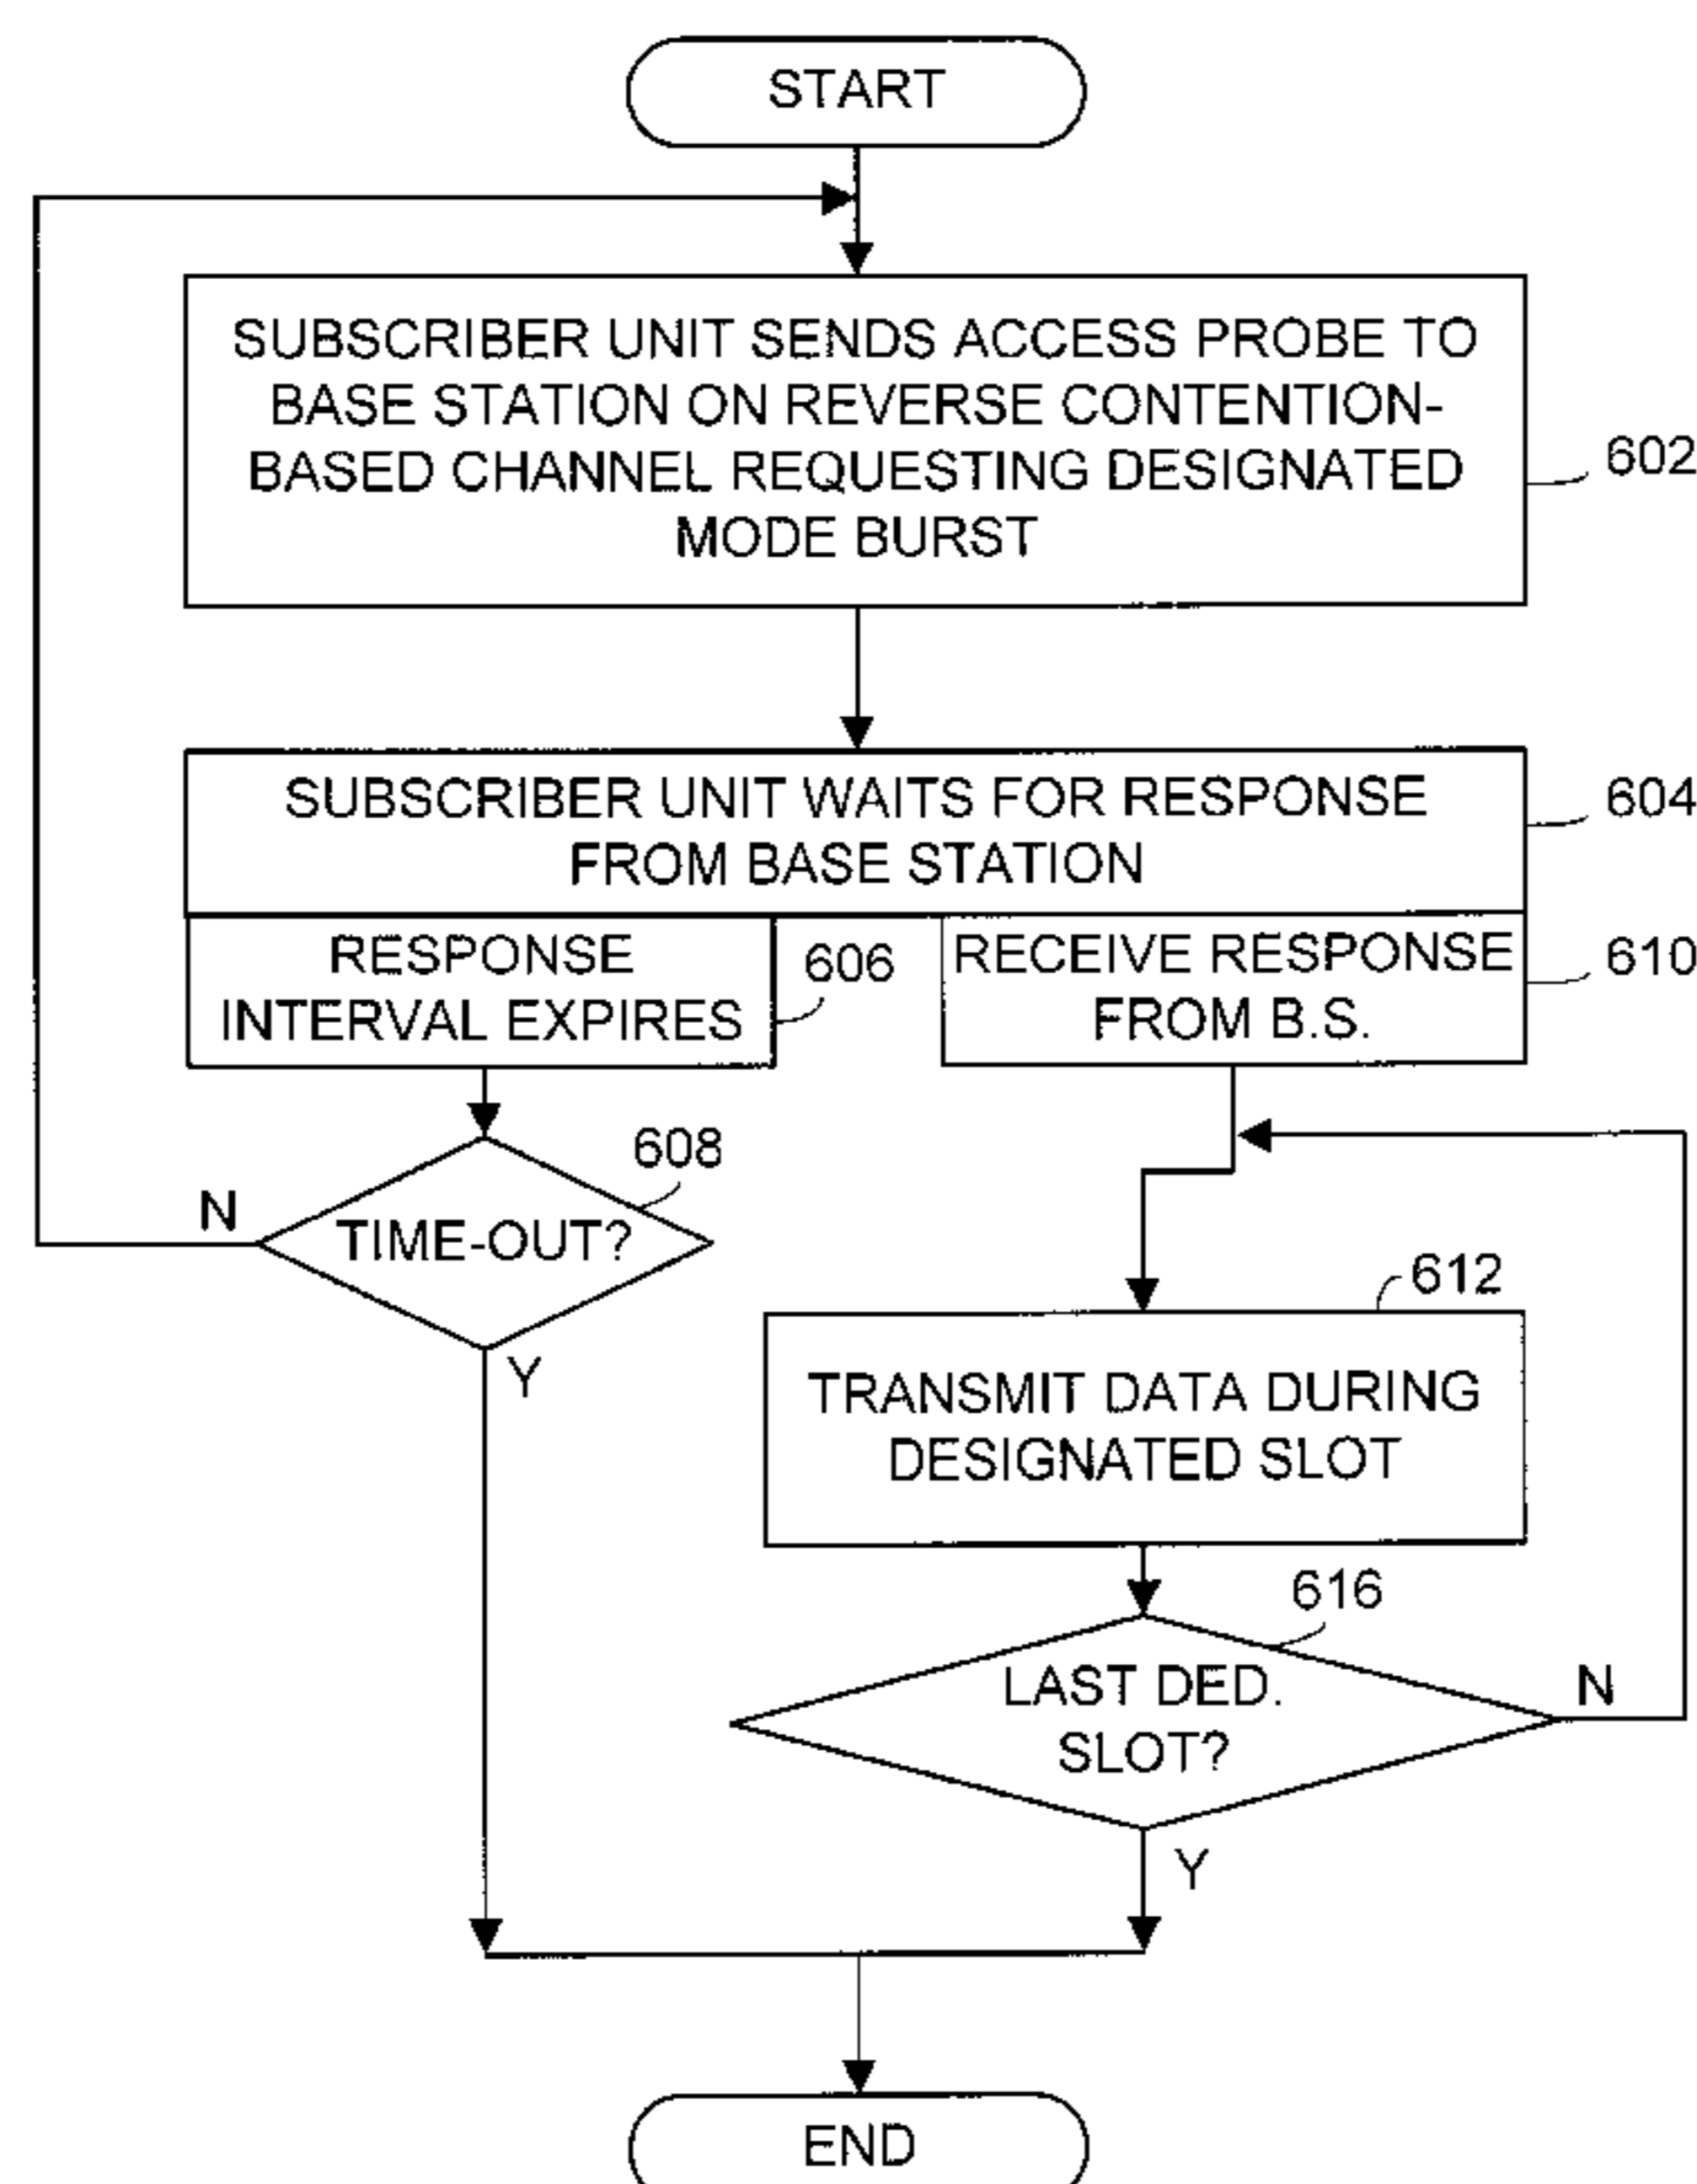 START
SUBSCRIBER UNIT SENDS ACCESS PROBE TO
BASE STATION ON REVERSE CONTENTION-
BASED CHANNEL REQUESTING DESIGNATED
MODE BURST
602
SUBSCRIBER UNIT WAITS FOR RESPONSE
FROM BASE STATION
604
RESPONSE
INTERVAL EXPIRES
606
RECEIVE RESPONSE
FROM B.S.
610
608
N
TIME-OUT?
Y
612
TRANSMIT DATA DURING
DESIGNATED SLOT
616
LAST DED.
SLOT?
N
Y
END